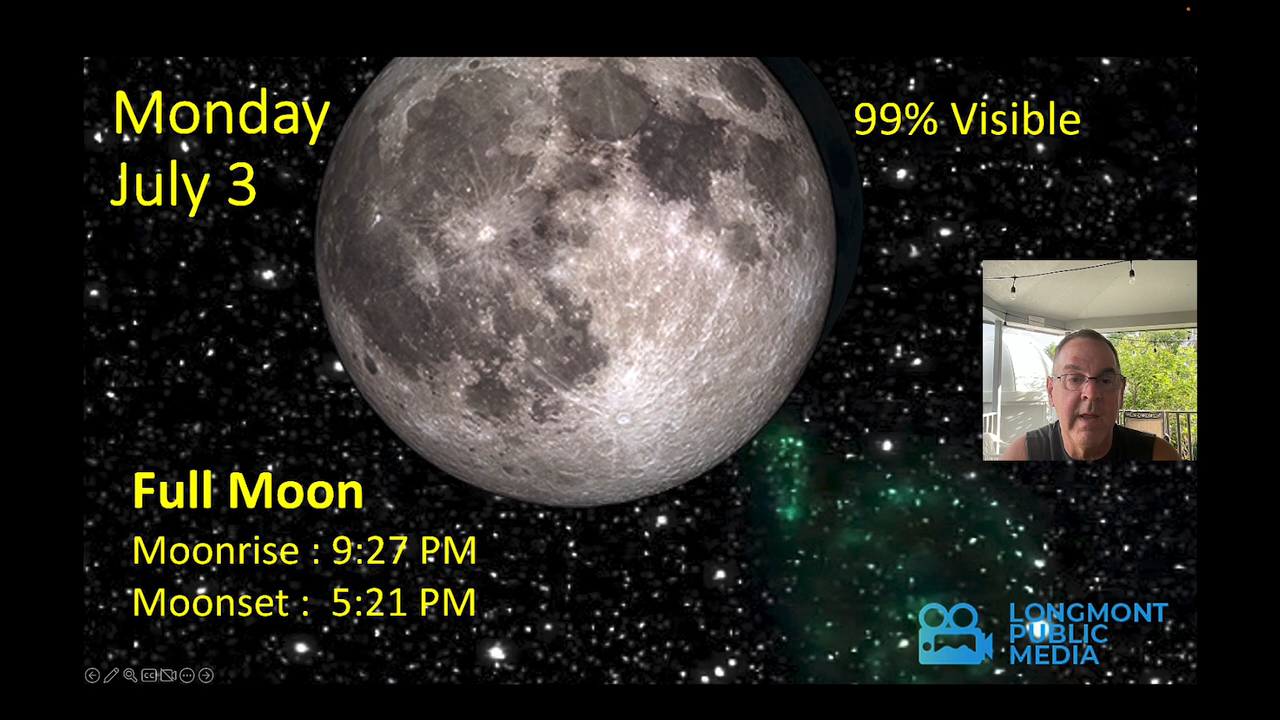 Monday
July 3
99% Visible
Full Moon
Moonrise : 9:27 PM
Moonset : 5:21 PM
LONGMONT
PUBLIC
MEDIA